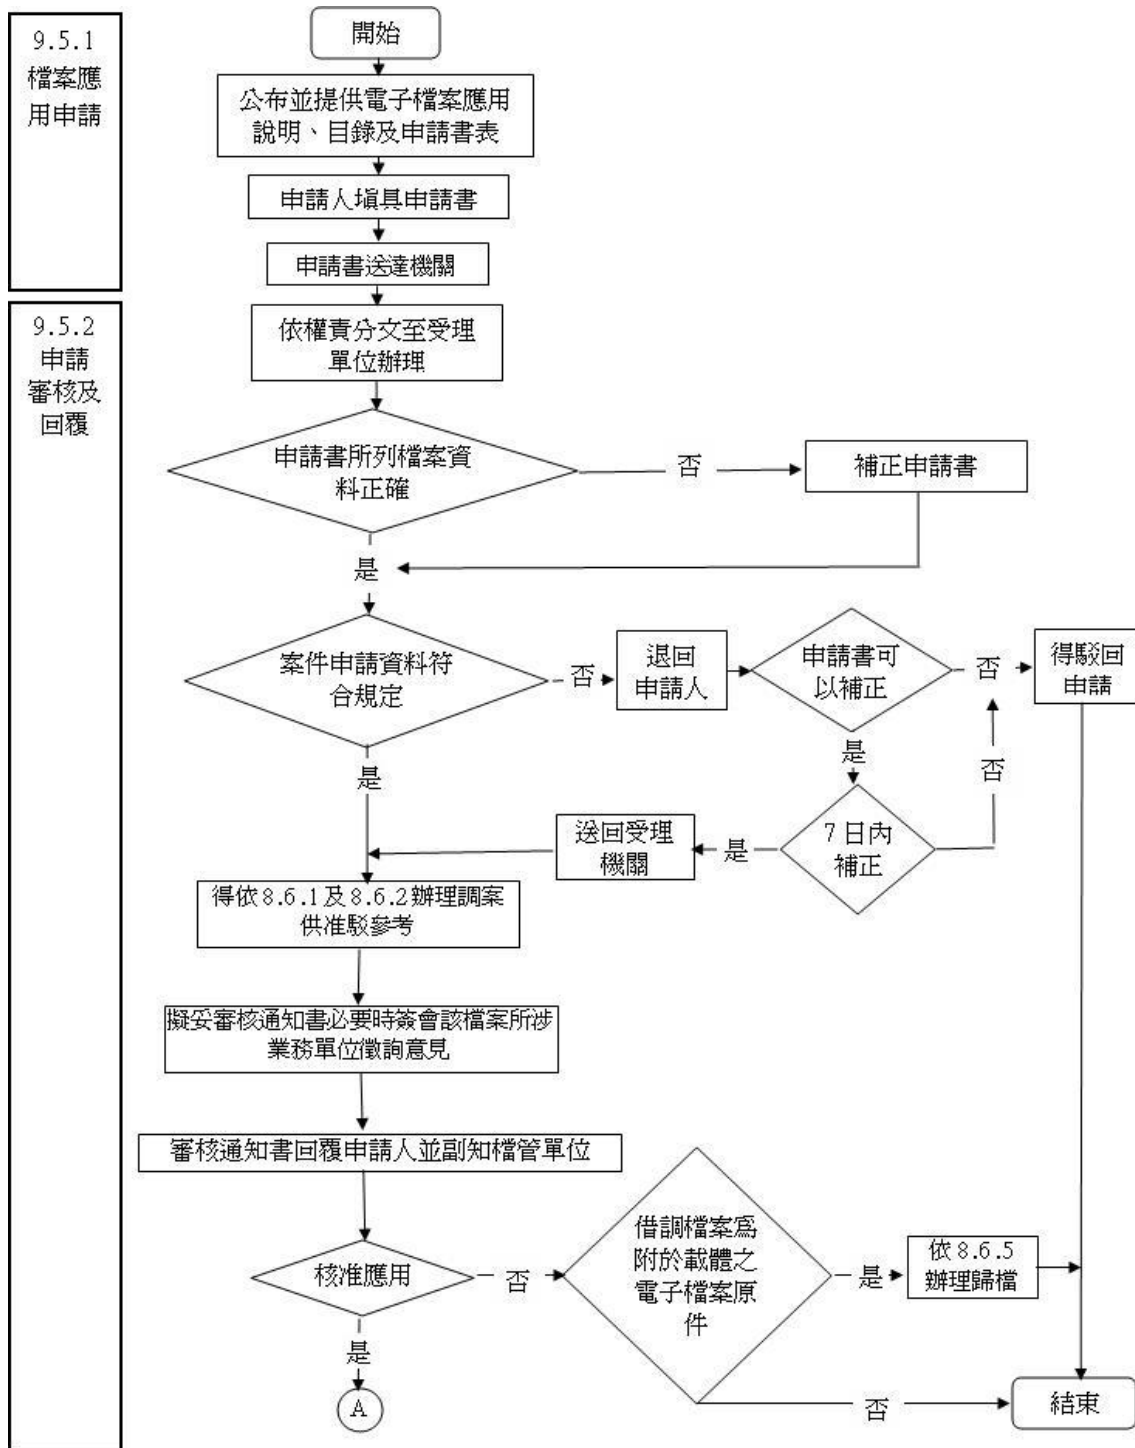 9.5.1
檔案應
用申請
開始
公布並提供電子檔案應用
說明、目錄及申請書表
申請人填具申請書
申請書送達機關
9.5.2
申請
審核及
回覆
依權責分文至受理
單位辦理
申請書所列檔案資
料正確
否
補正申請書
是
案件申請資料符
合規定
否
退回
申請人
申請書可
以補正
否
得駁回
申請
是
是
否
7日內
補正
是
送回受理
機關
得依8.6.1及8.6.2辦理調案
供准駁參考
擬妥審核通知書必要時簽會該檔案所涉
業務單位徵詢意見
審核通知書回覆申請人並副知檔管單位
核准應用
否
借調檔案為
附於載體之
電子檔案原
件
是
依8.6.5
辦理歸檔
是
A
否
結束